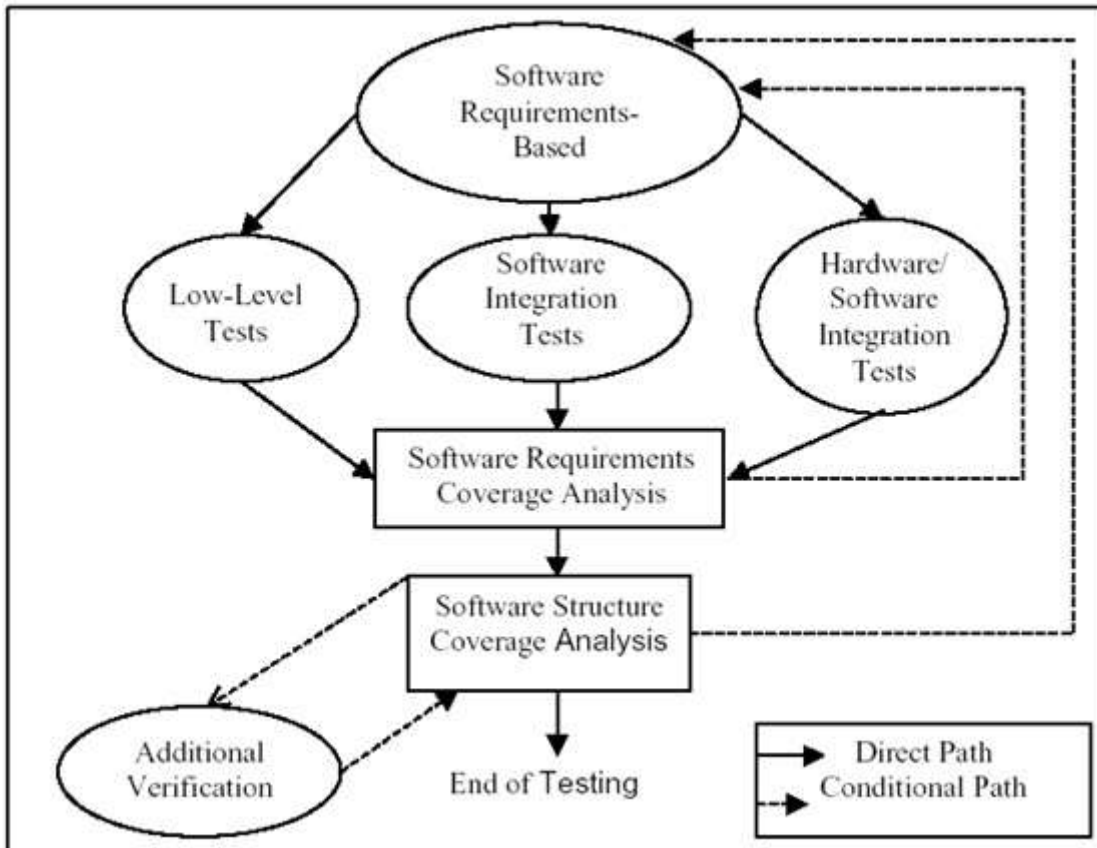 Software
Requirements-
Based
Low-Level
Tests
Software
Integration
Tests
Hardware/
Software
Integration
Tests
Software Requirements
Coverage Analysis
Software Structure
Coverage Analysis
Additional
Verification
End of Testing
Direct Path
Conditional Path